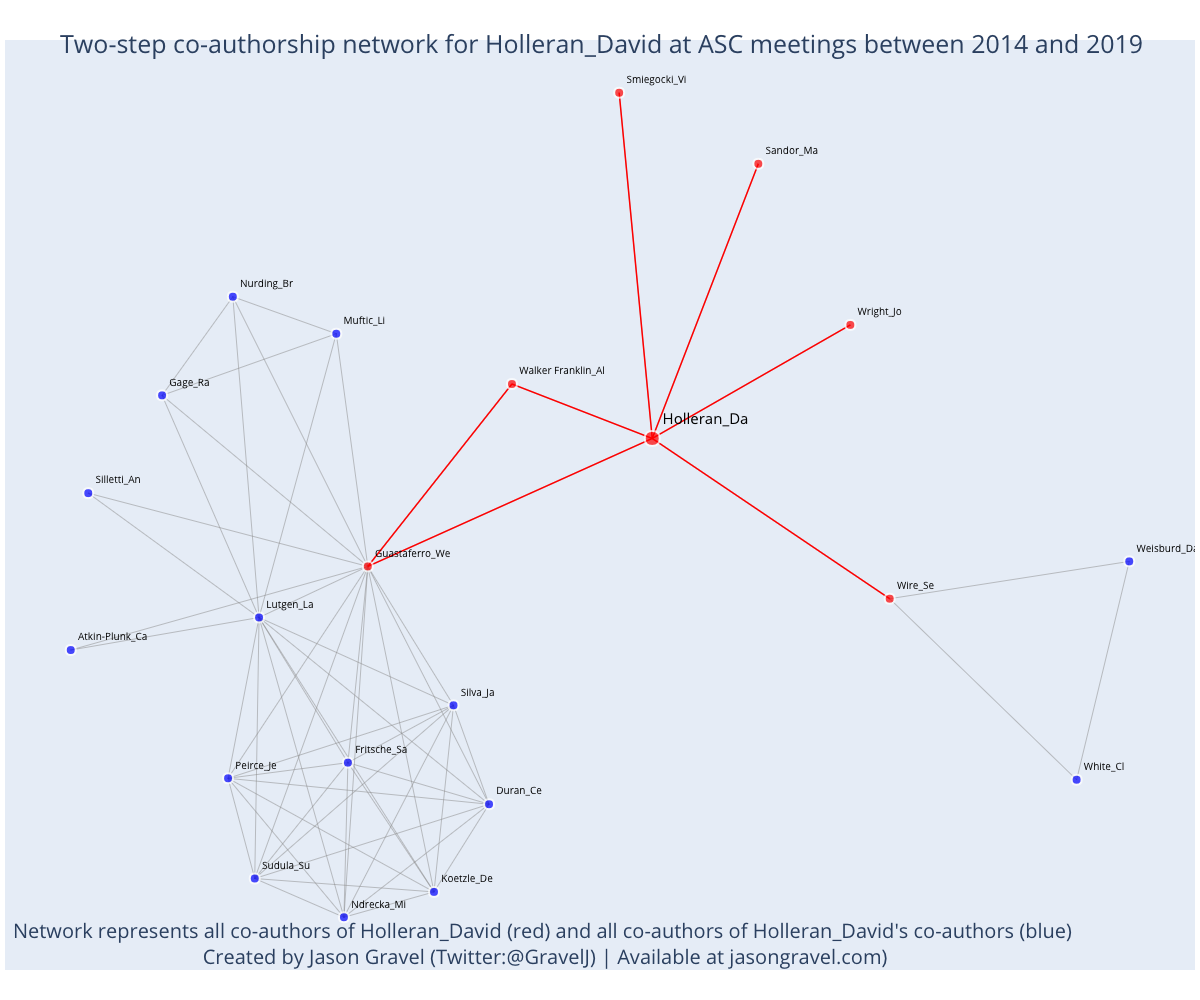 Two-step co-authorship network for Holleran_David at ASC meetings between 2014 and 2019
Smiegocki_Vi
Sandor_Ma
Nurding_Br
Wright_Jo
Muftic_Li
Walker Franklin_Al
Gage_Ra
Holleran_Da
Silletti_An
Weisburd_Da
Guastaferro_We
Wire_Se
Lutgen_La
Atkin-Plunk_Ca
Silva_Ja
Fritsche_Sa
Peirce_Je
White_Cl
Duran_Ce
Sudula_Su
Koetzle_De
Ndrecka_Mi
Network represents all co-authors of Holleran_David (red) and all co-authors of Holleran_David's co-authors (blue)
Created by Jason Gravel (Twitter:@GravelJ) | Available at jasongravel.com)